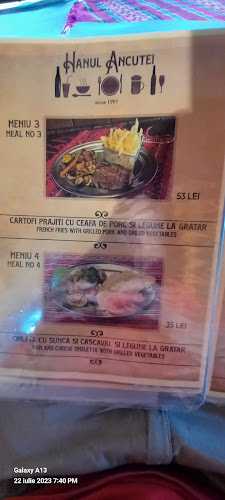 HANUL ANCUTEI
since 1991
MENIU 3
MEAL NO 3
53 LEI
CARTOFI PRAJITI CU CEAFA DE PORC SI LEGUME LA GRATAR
FRENCH FRIES WITH GRILLED PORK AND GRILLED VEGETABLES
MENIU 4
MEAL NO 4
35 LEI
OMLETA CU SUNCA SI CASCAVAL SI LEGUME LA GRATAR
HAM AND CHEESE OMELETTE WITH GRILLED VEGETABLES
Galaxy A13
22 iulie 2023 7:40 PM